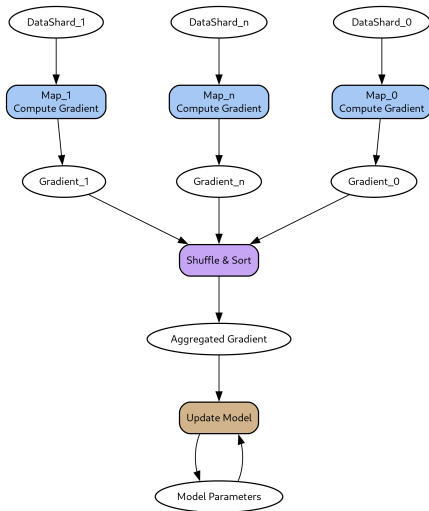 DataShard_1
DataShard_n
DataShard_0
Map_1
Compute Gradient
Map_n
Compute Gradient
Map_0
Compute Gradient
Gradient_1
Gradient_n
Gradient_0
Shuffle & Sort
Aggregated Gradient
Update Model
Model Parameters